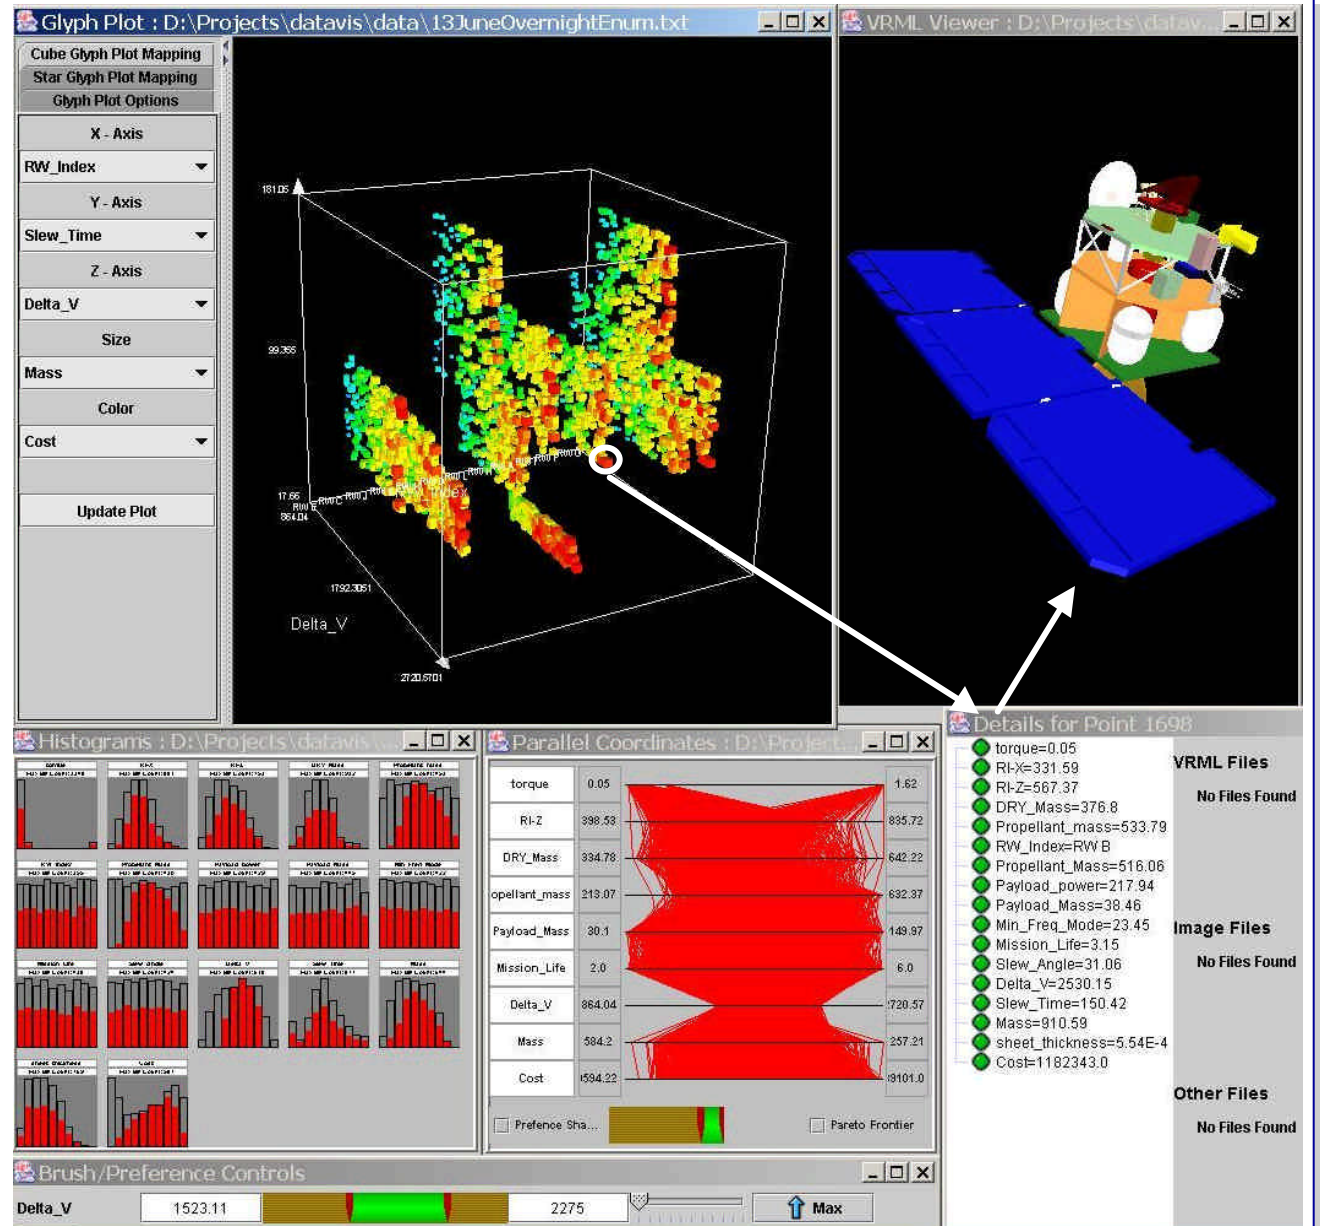 Glyph Plot : D:\Projects\datavis\data\13JuneOvernightEnum.txt
Cube Glyph Plot Mapping
Star Glyph Plot Mapping
Glyph Plot Options
X - Axis
RW_Index
Y - Axis
Slew_Time
Z - Axis
Delta_V
Size
Mass
Color
Cost
Update Plot
181.05
99.355
17.66
864.04
1792.3051
Delta_V
2720.5701
VRML Viewer : D:\Projects\datav...
Histograms : D:\Projects\datavis
Parallel Coordinates : D:\Project...
torque 0.05 1.62
RI-Z 398.53 835.72
DRY_Mass 334.78 642.22
opellant_mass 213.07 632.37
Payload_Mass 30.1 149.97
Mission_Life 2.0 6.0
Delta_V 864.04 720.57
Mass 584.2 257.21
Cost 594.22 9101.0
Prefence Sha...
Pareto Frontier
Details for Point 1698
torque=0.05
RI-X=331.59
RI-Z=567.37
DRY_Mass=376.8
Propellant_mass=533.79
RW_Index=RW B
Propellant_Mass=516.06
Payload_power=217.94
Payload_Mass=38.46
Min_Freq_Mode=23.45
Mission_Life=3.15
Slew_Angle=31.06
Delta_V=2530.15
Slew_Time=150.42
Mass=910.59
sheet_thickness=5.54E-4
Cost=1182343.0
VRML Files
No Files Found
Image Files
No Files Found
Other Files
No Files Found
Brush/Preference Controls
Delta_V 1523.11 2275 Max